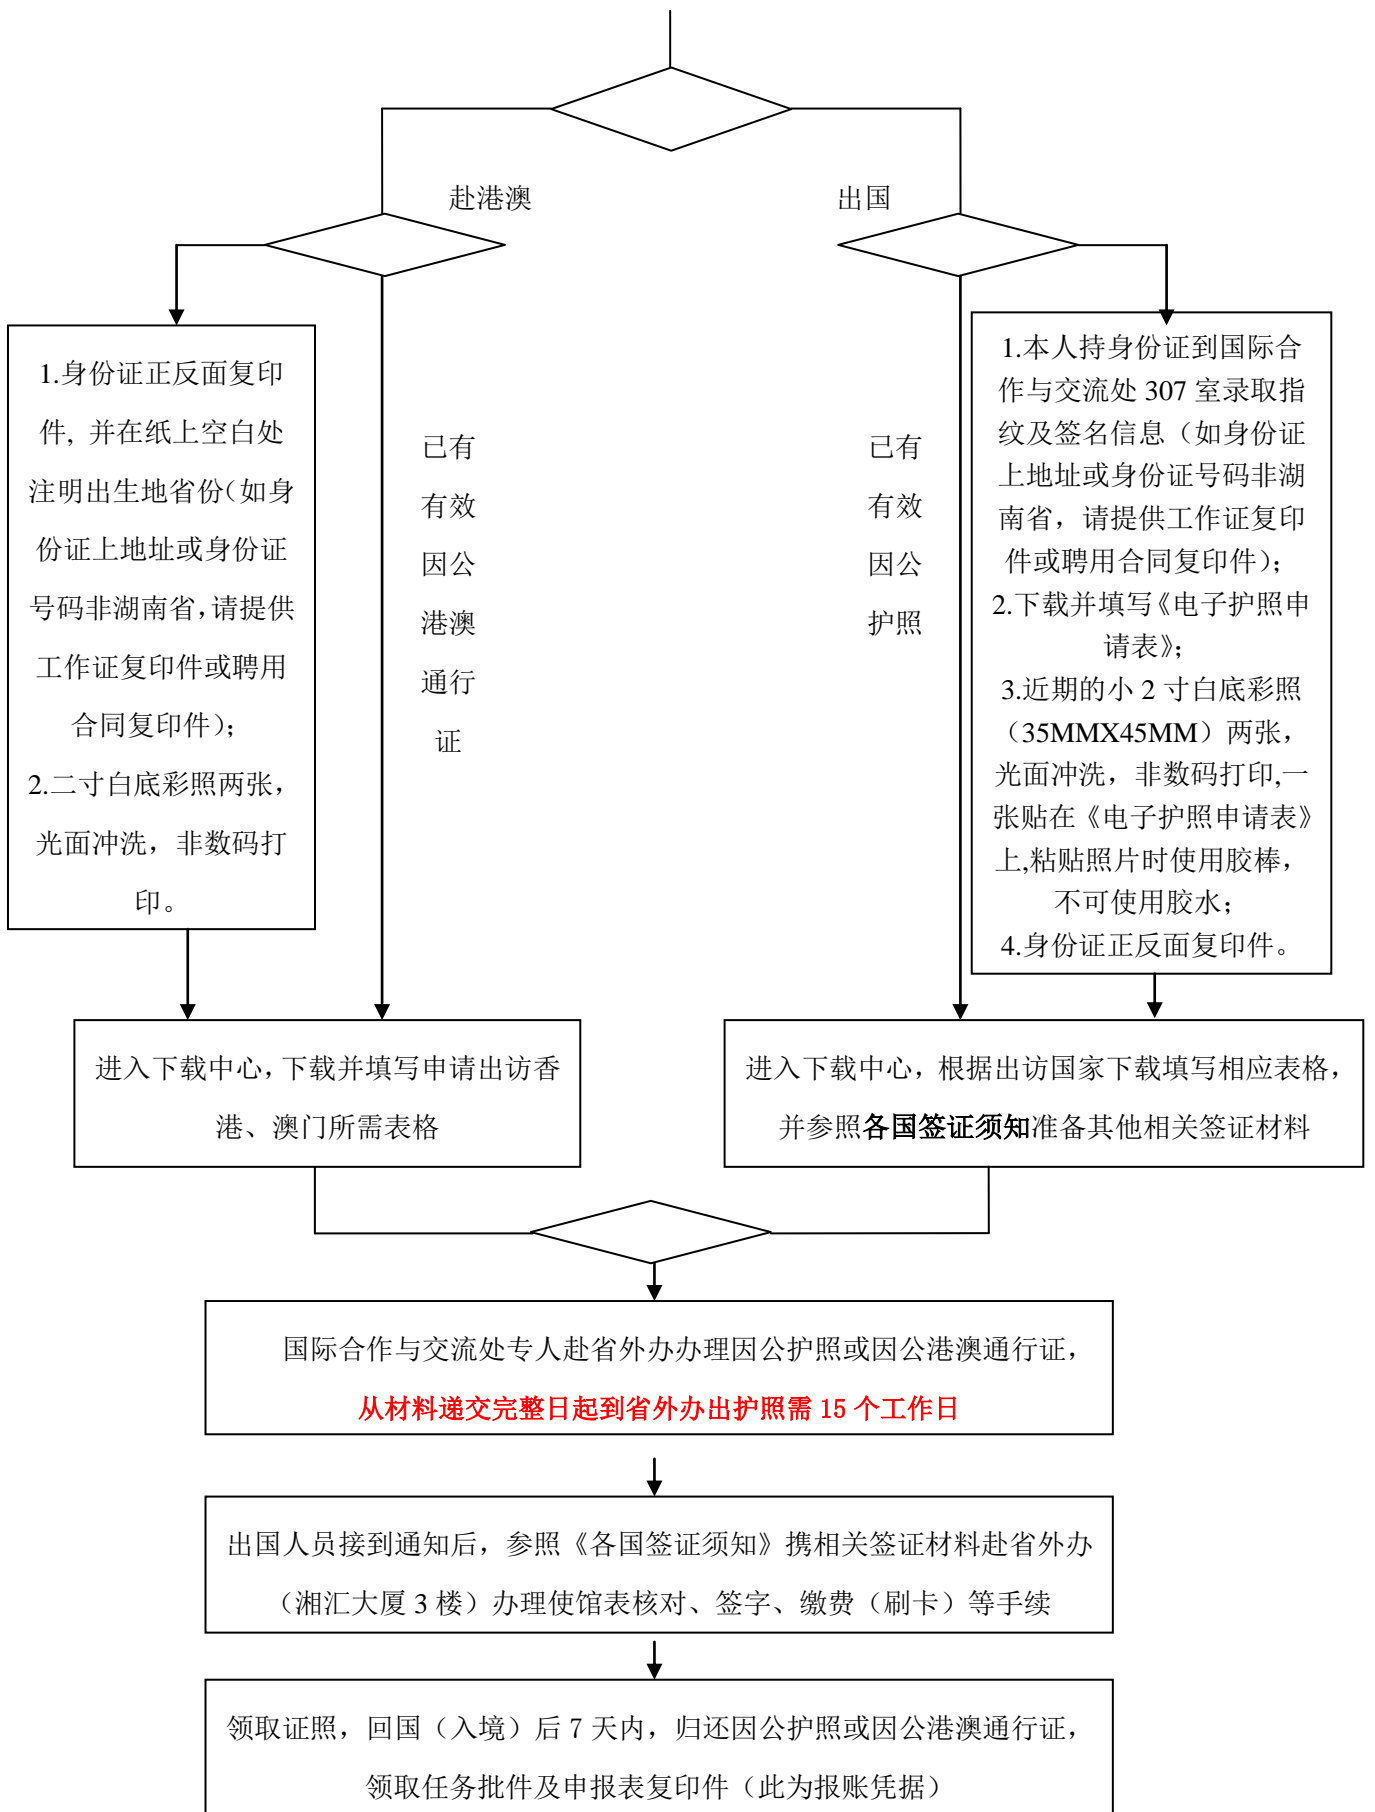 赴港澳
出国
1.身份证正反面复印
件, 并在纸上空白处
注明出生地省份(如身
份证上地址或身份证
号码非湖南省,请提供
工作证复印件或聘用
合同复印件);
2.二寸白底彩照两张，
光面冲洗，非数码打
印。
已有
有效
因公
港澳
通行
证
已有
有效
因公
护照
1.本人持身份证到国际合
作与交流处 307 室录取指
纹及签名信息（如身份证
上地址或身份证号码非湖
南省，请提供工作证复印
件或聘用合同复印件）;
2.下载并填写《电子护照申
请表》;
3.近期的小 2 寸白底彩照
（35MMX45MM）两张，
光面冲洗，非数码打印,一
张贴在《电子护照申请表》
上,粘贴照片时使用胶棒，
不可使用胶水；
4.身份证正反面复印件。
进入下载中心，下载并填写申请出访香
港、澳门所需表格
进入下载中心，根据出访国家下载填写相应表格，
并参照各国签证须知准备其他相关签证材料
国际合作与交流处专人赴省外办办理因公护照或因公港澳通行证，
从材料递交完整日起到省外办出护照需 15 个工作日
出国人员接到通知后，参照《各国签证须知》携相关签证材料赴省外办
（湘汇大厦 3 楼）办理使馆表核对、签字、缴费（刷卡）等手续
领取证照，回国（入境）后 7 天内，归还因公护照或因公港澳通行证，
领取任务批件及申报表复印件（此为报账凭据）